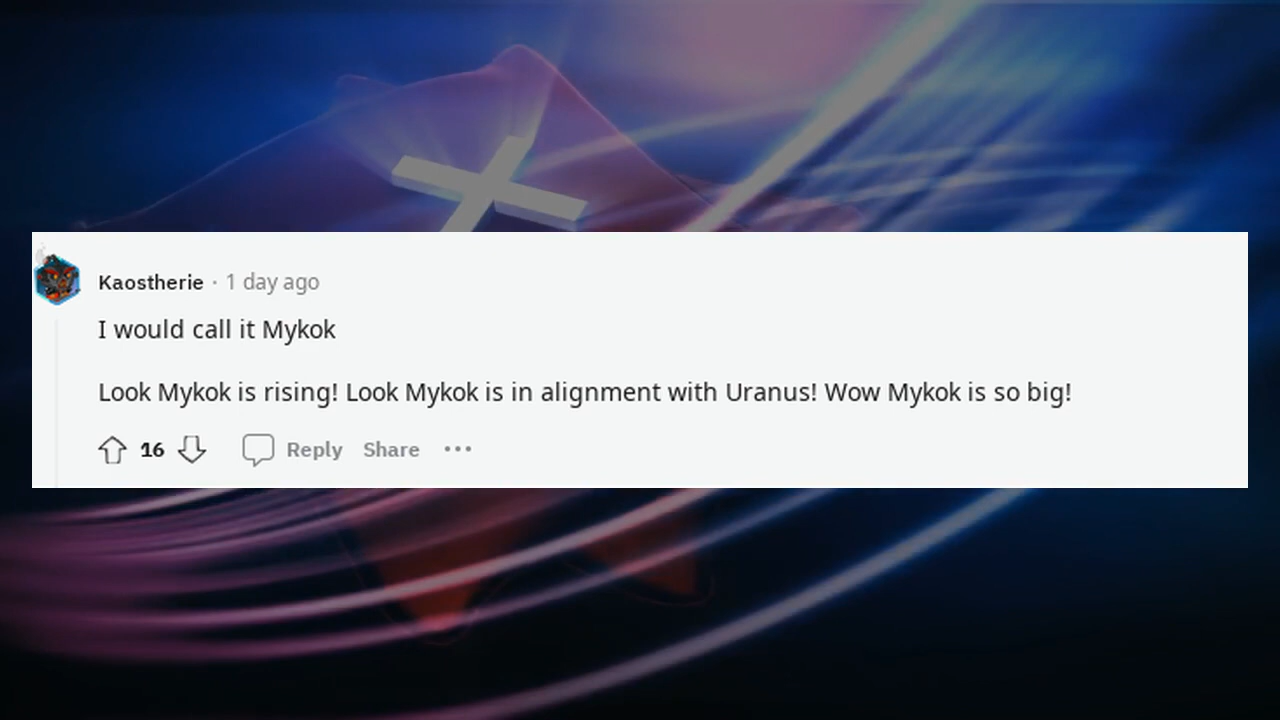 Kaostherie · 1 day ago
I would call it Mykok
Look Mykok is rising! Look Mykok is in alignment with Uranus! Wow Mykok is so big!
16 Reply Share ···